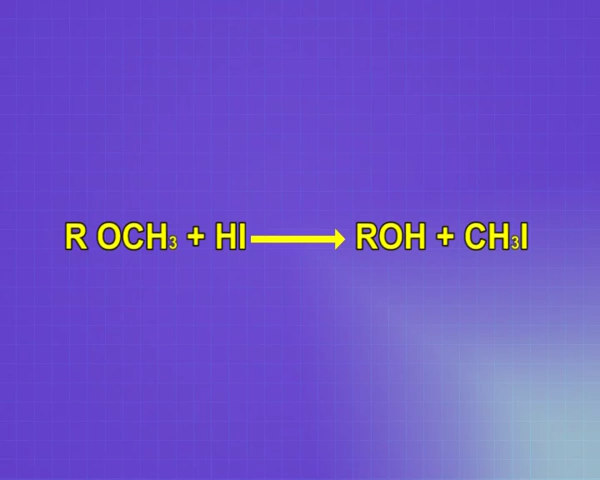 R OCH₃ + HI ⟶ ROH + CH₃I